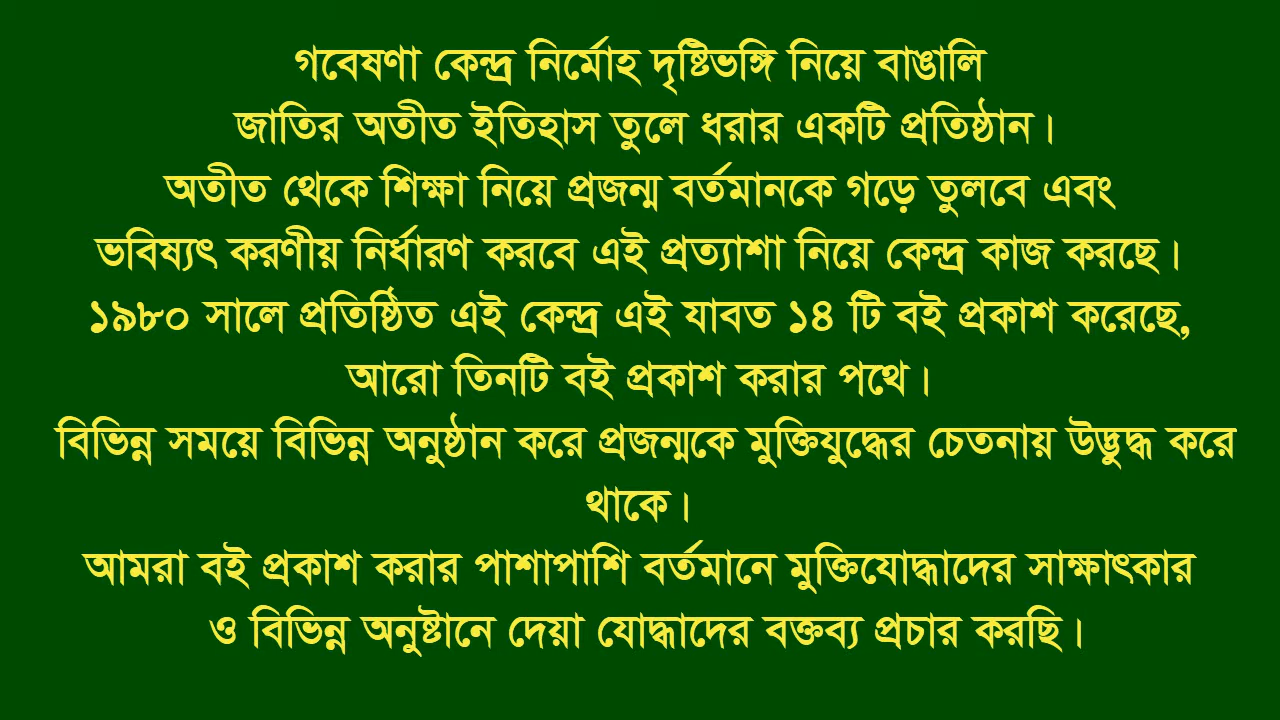 গবেষণা কেন্দ্র নির্মোহ দৃষ্টিভঙ্গি নিয়ে বাঙালি
জাতির অতীত ইতিহাস তুলে ধরার একটি প্রতিষ্ঠান।
অতীত থেকে শিক্ষা নিয়ে প্রজন্ম বর্তমানকে গড়ে তুলবে এবং
ভবিষ্যৎ করণীয় নির্ধারণ করবে এই প্রত্যাশা নিয়ে কেন্দ্র কাজ করছে।
১৯৮০ সালে প্রতিষ্ঠিত এই কেন্দ্র এই যাবত ১৪ টি বই প্রকাশ করেছে,
আরো তিনটি বই প্রকাশ করার পথে।
বিভিন্ন সময়ে বিভিন্ন অনুষ্ঠান করে প্রজন্মকে মুক্তিযুদ্ধের চেতনায় উদ্ভুদ্ধ করে
থাকে।
আমরা বই প্রকাশ করার পাশাপাশি বর্তমানে মুক্তিযোদ্ধাদের সাক্ষাৎকার
ও বিভিন্ন অনুষ্টানে দেয়া যোদ্ধাদের বক্তব্য প্রচার করছি।